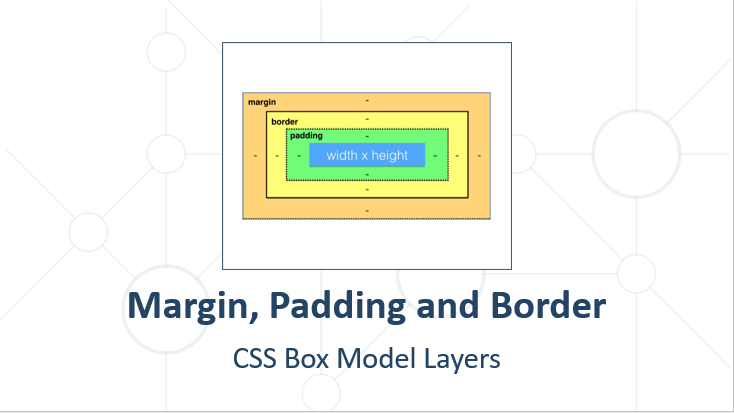 margin
-
border
-
padding
-
- - - width x height - - -
-
-
-
Margin, Padding and Border
CSS Box Model Layers